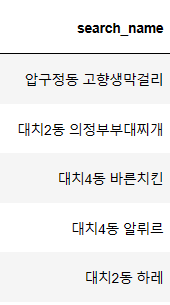 search_name
압구정동 고향생막걸리
대치2동 의정부부대찌개
대치4동 바른치킨
대치4동 알뤼르
대치2동 하레